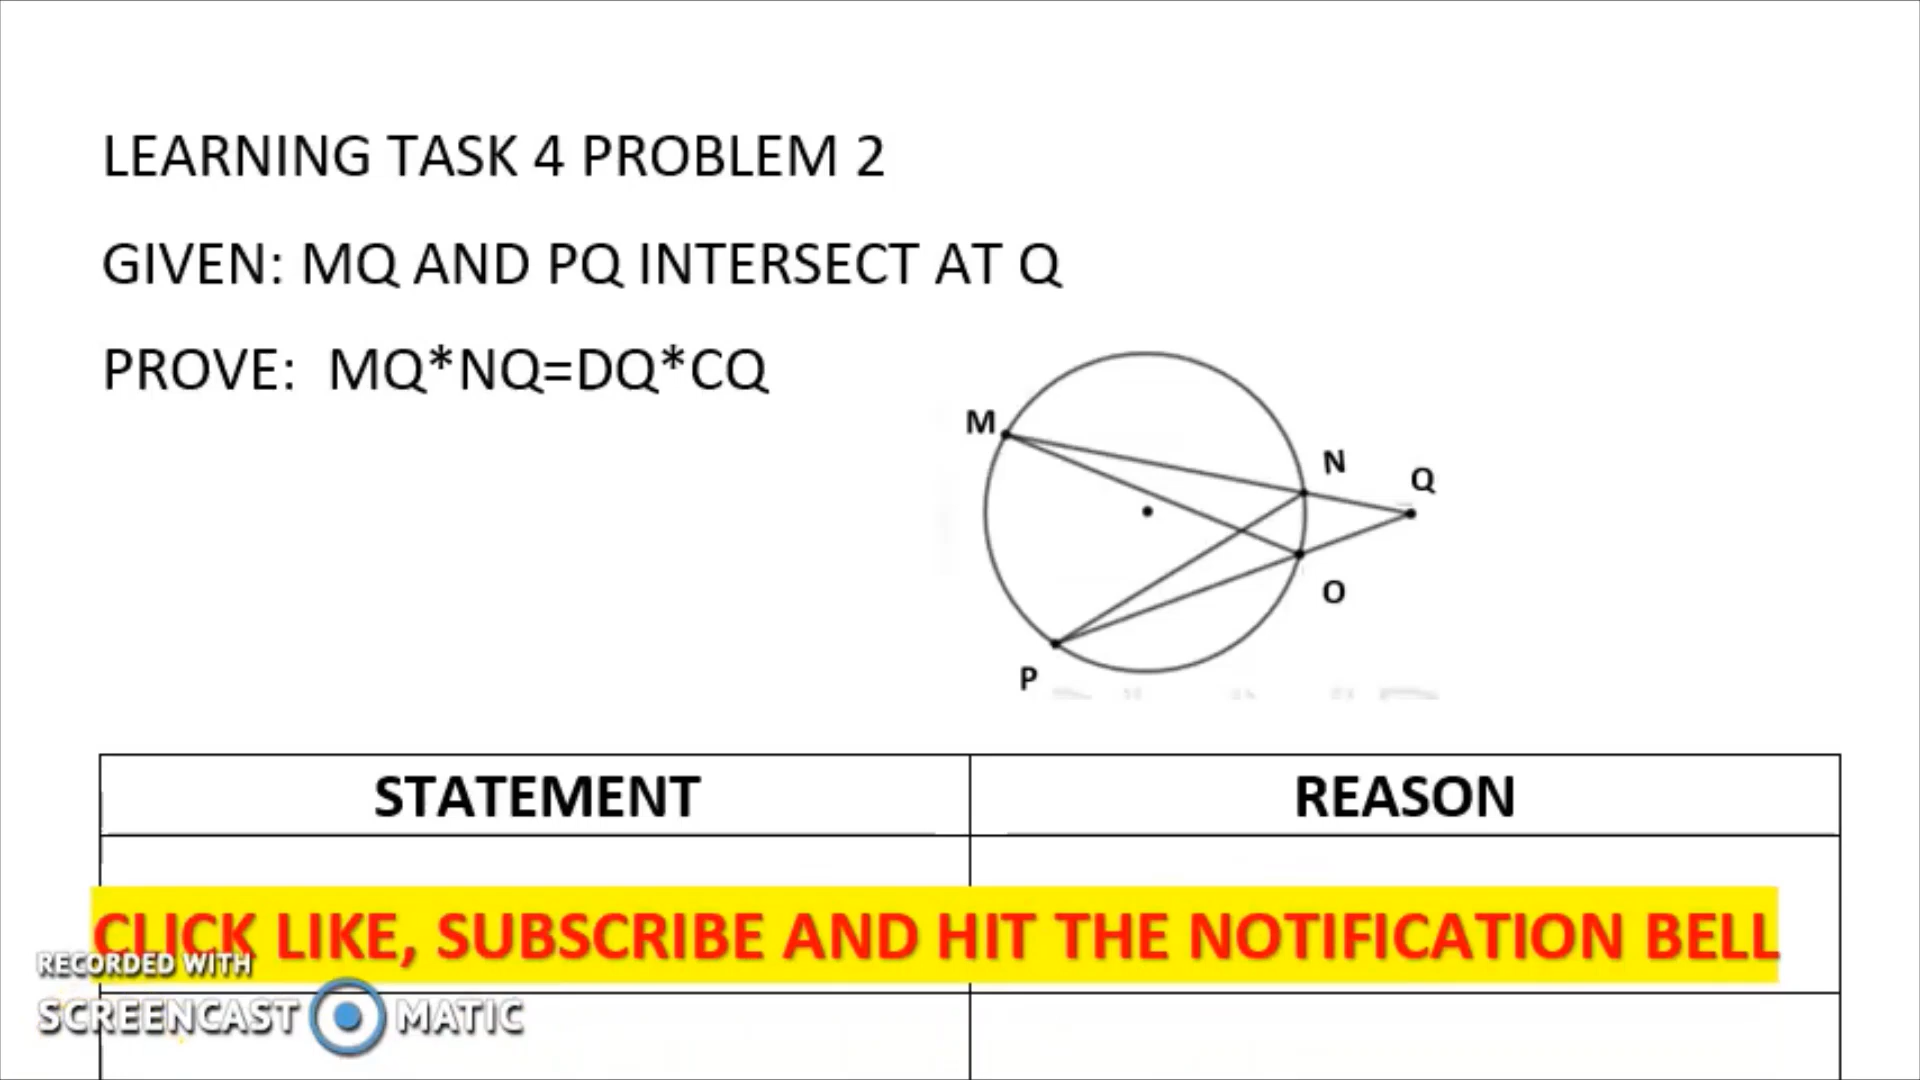 LEARNING TASK 4 PROBLEM 2
GIVEN: MQ AND PQ INTERSECT AT Q
PROVE: MQ*NQ=DQ*CQ
M
N
Q
O
P
STATEMENT REASON
CLICK LIKE, SUBSCRIBE AND HIT THE NOTIFICATION BELL
RECORDED WITH
SCREENCAST MATIC